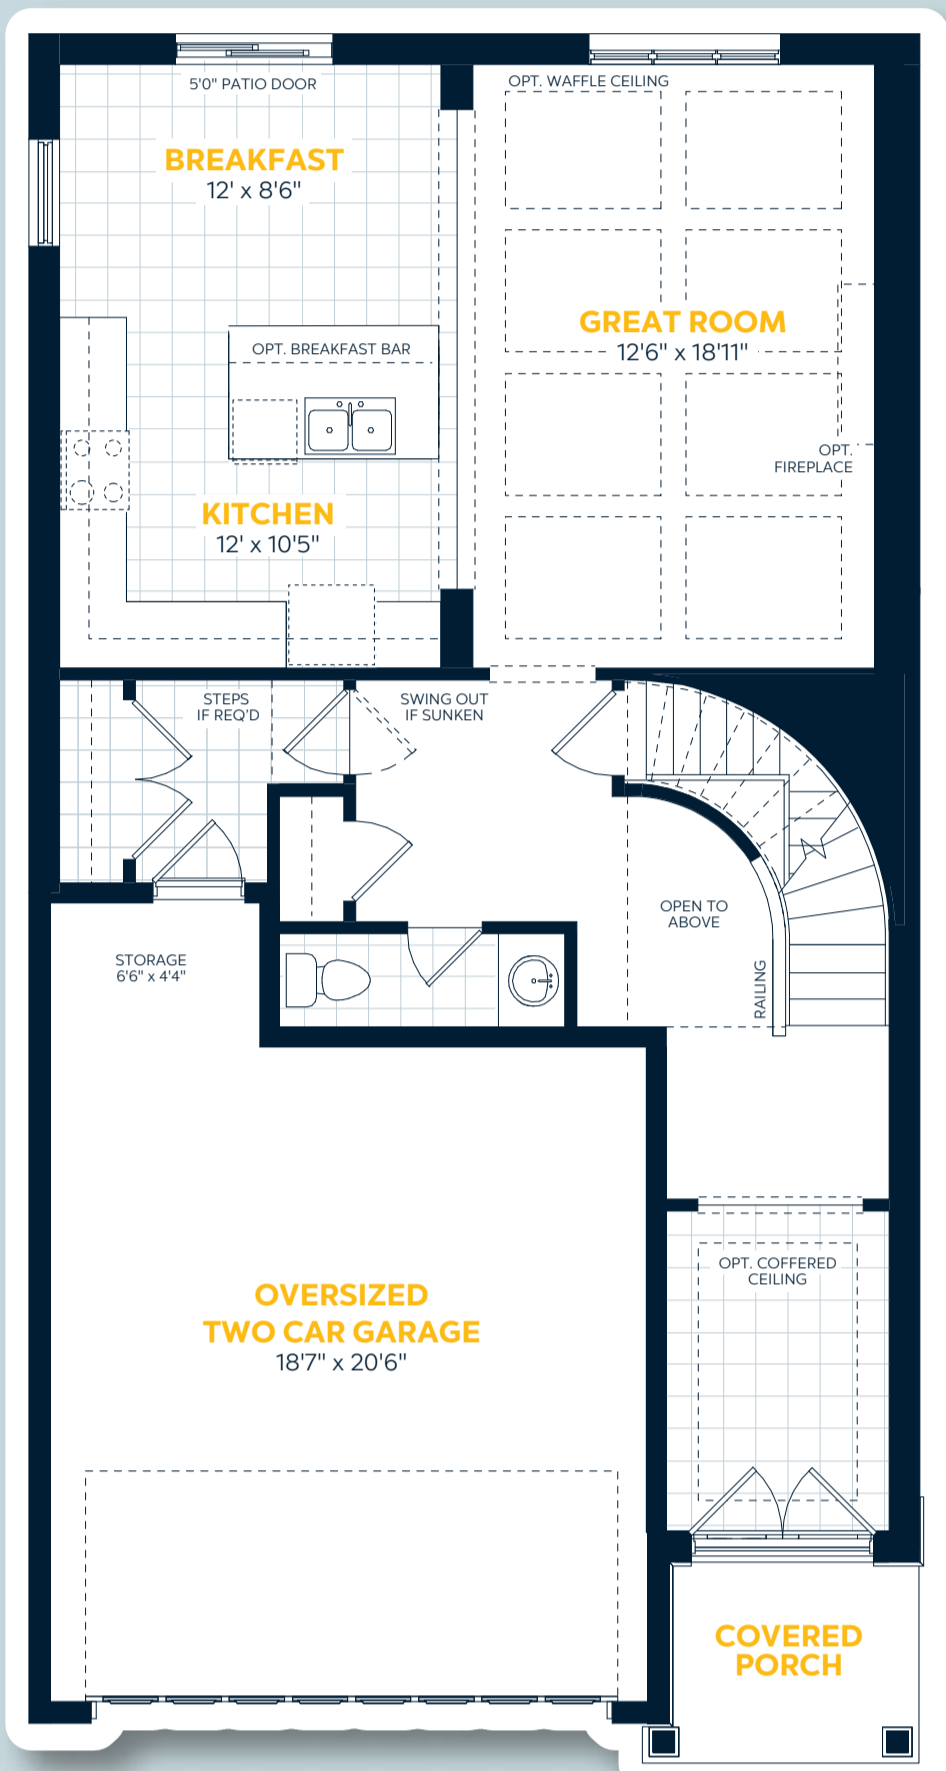 5'0" PATIO DOOR
OPT. WAFFLE CEILING
BREAKFAST
12' x 8'6"
GREAT ROOM
12'6" x 18'11"
OPT. BREAKFAST BAR
OPT.
FIREPLACE
KITCHEN
12' x 10'5"
STEPS
IF REQ'D
SWING OUT
IF SUNKEN
OPEN TO
ABOVE
STORAGE
6'6" x 4'4"
RAILING
OPT. COFFERED
CEILING
OVERSIZED
TWO CAR GARAGE
18'7" x 20'6"
COVERED
PORCH